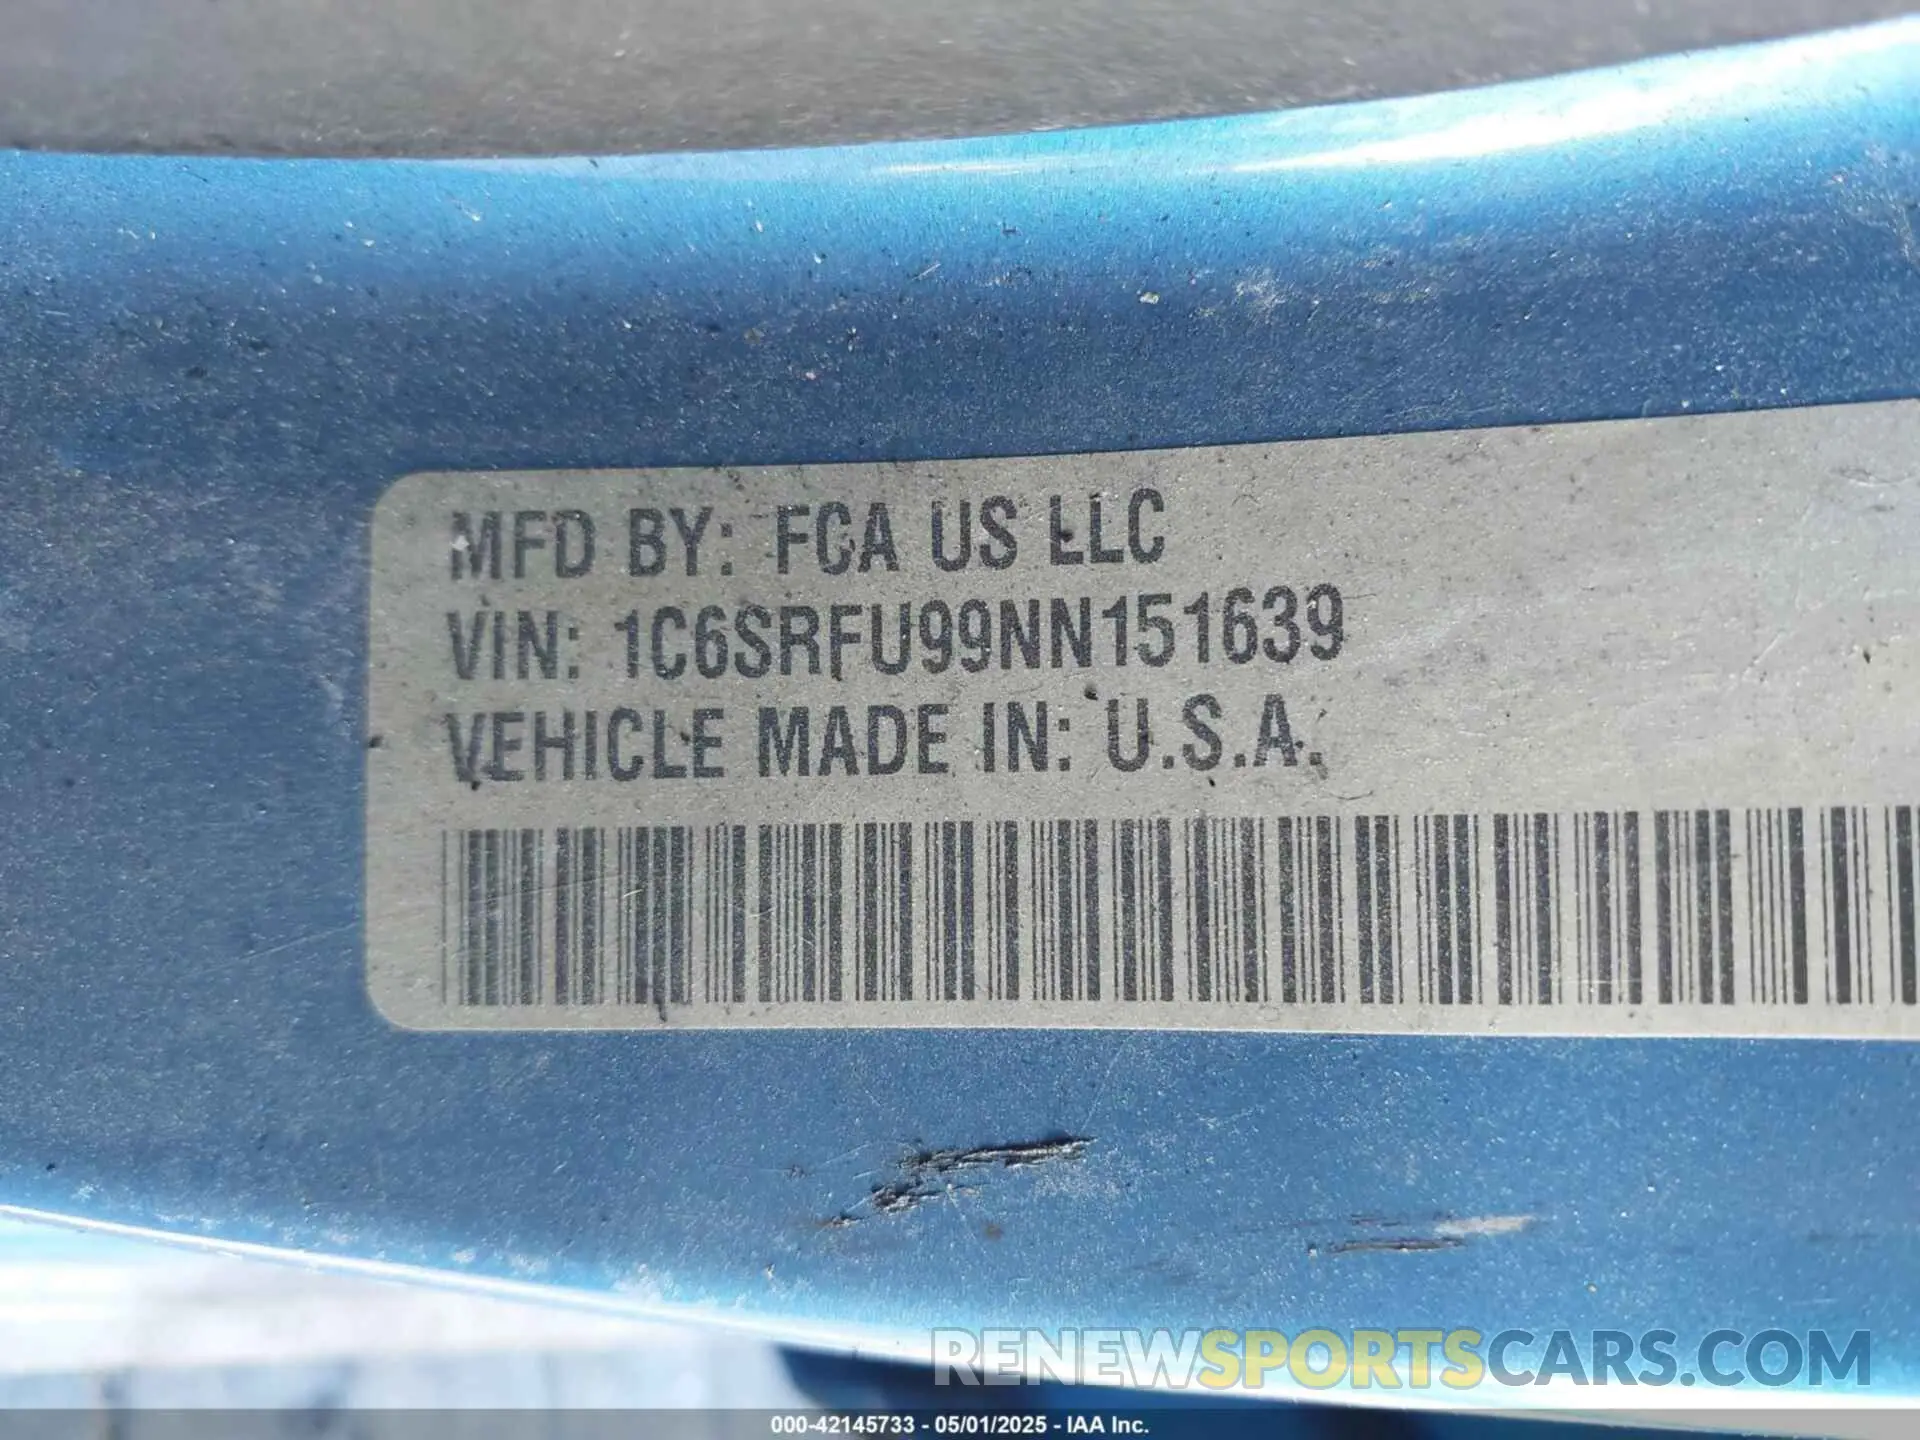 MFD BY: FCA US LLC
VIN: 1C6SRFU99NN151639
VEHICLE MADE IN: U.S.A.
RENEWSPORTSCARS.COM
000-42145733 - 05/01/2025 - IAA Inc.